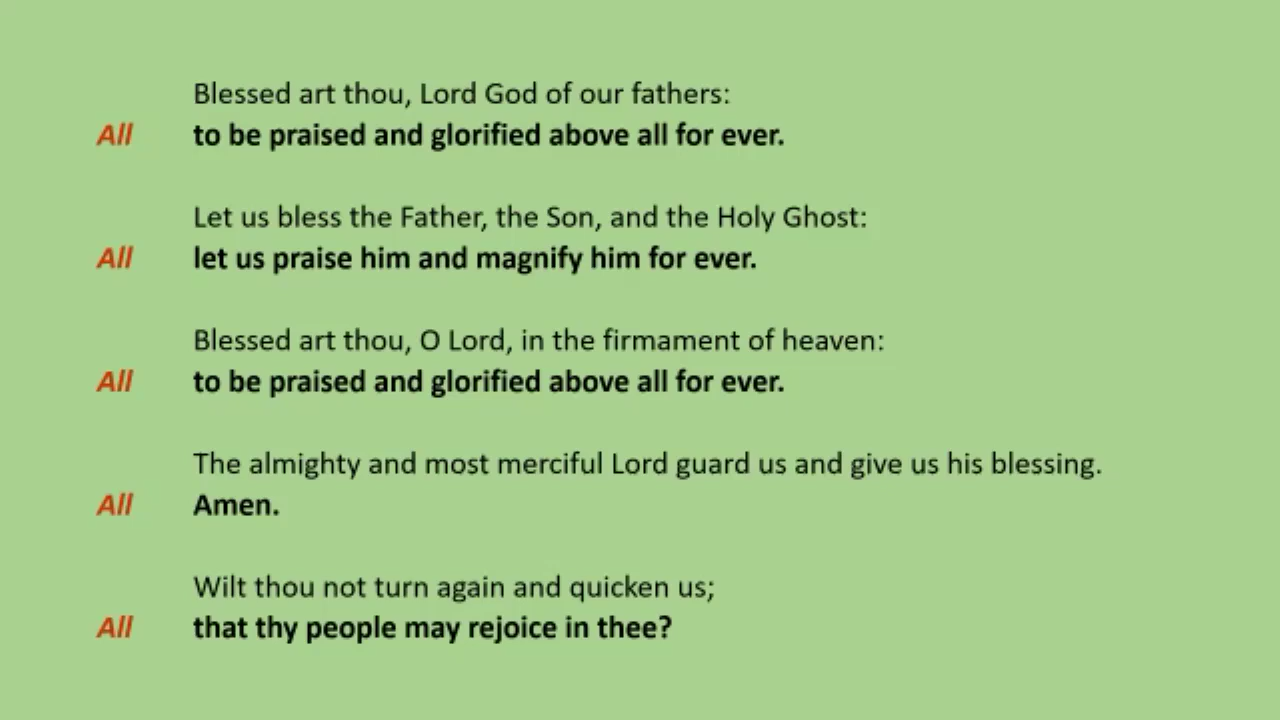 Blessed art thou, Lord God of our fathers:
All to be praised and glorified above all for ever.
Let us bless the Father, the Son, and the Holy Ghost:
All let us praise him and magnify him for ever.
Blessed art thou, O Lord, in the firmament of heaven:
All to be praised and glorified above all for ever.
The almighty and most merciful Lord guard us and give us his blessing.
All Amen.
Wilt thou not turn again and quicken us;
All that thy people may rejoice in thee?